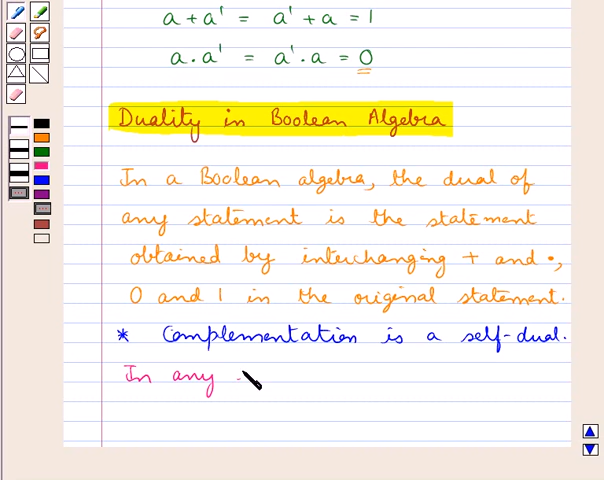 a + a' = a' + a = 1
a . a' = a' . a = 0
Duality in Boolean Algebra
In a Boolean algebra, the dual of
any statement is the statement
obtained by interchanging + and .,
0 and 1 in the original statement.
* Complementation is a self-dual.
In any